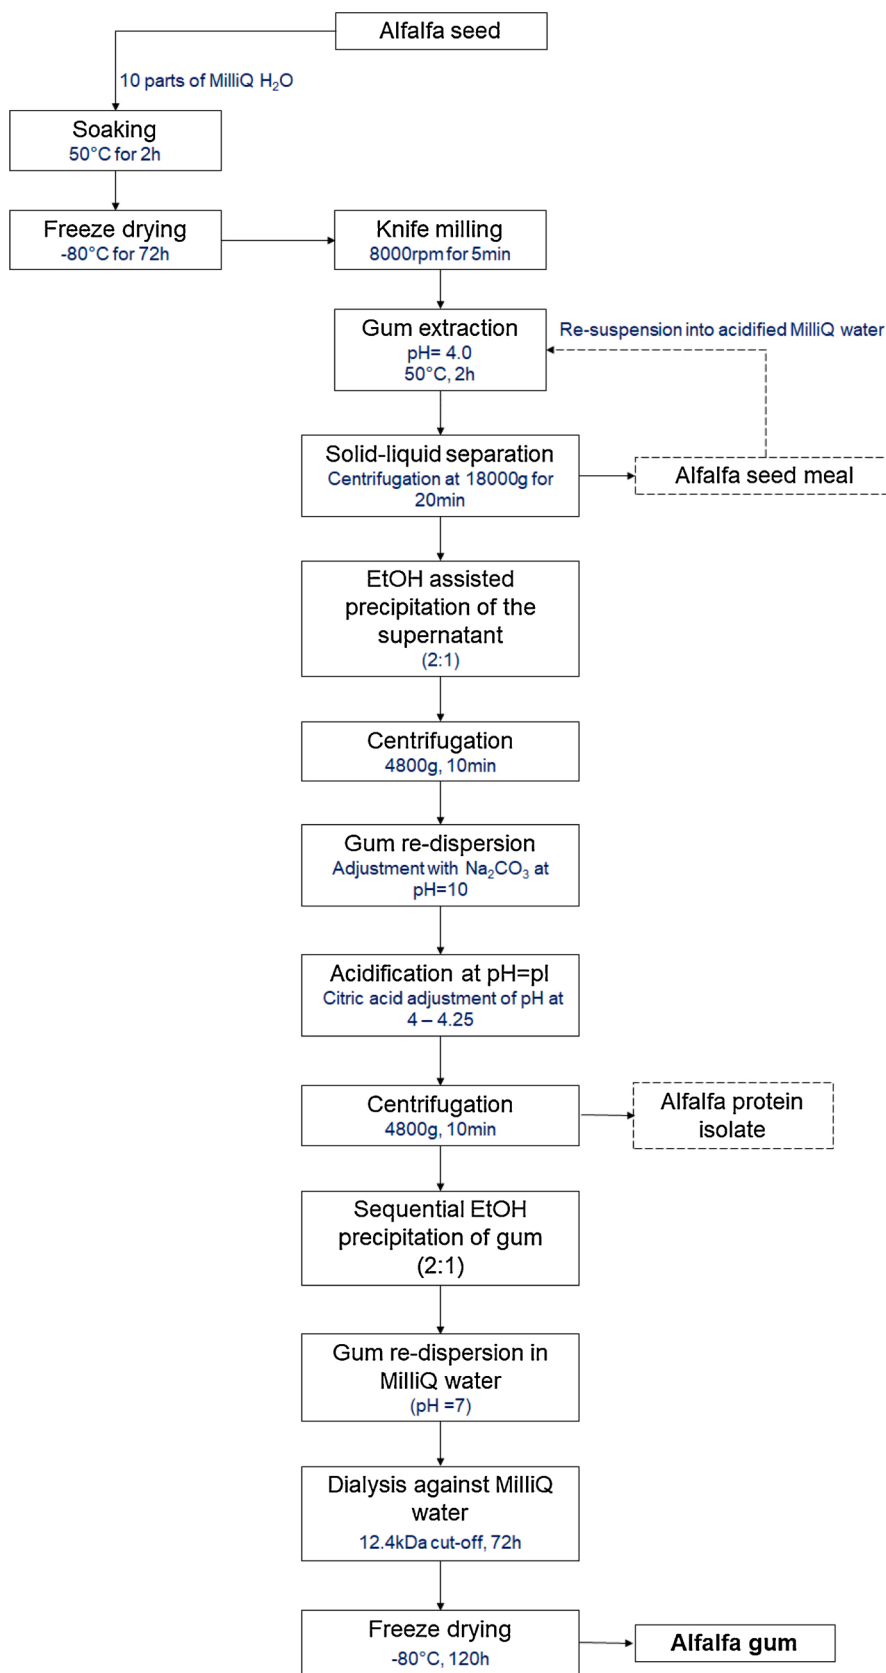 Alfalfa seed
10 parts of MilliQ H₂O
Soaking
50°C for 2h
Freeze drying
-80°C for 72h
Knife milling
8000rpm for 5min
Gum extraction
pH= 4.0
50°C, 2h
Re-suspension into acidified MilliQ water
Solid-liquid separation
Centrifugation at 18000g for
20min
Alfalfa seed meal
EtOH assisted
precipitation of the
supernatant
(2:1)
Centrifugation
4800g, 10min
Gum re-dispersion
Adjustment with Na₂CO₃ at
pH=10
Acidification at pH=pI
Citric acid adjustment of pH at
4 – 4.25
Centrifugation
4800g, 10min
Alfalfa protein
isolate
Sequential EtOH
precipitation of gum
(2:1)
Gum re-dispersion in
MilliQ water
(pH =7)
Dialysis against MilliQ
water
12.4kDa cut-off, 72h
Freeze drying
-80°C, 120h
Alfalfa gum